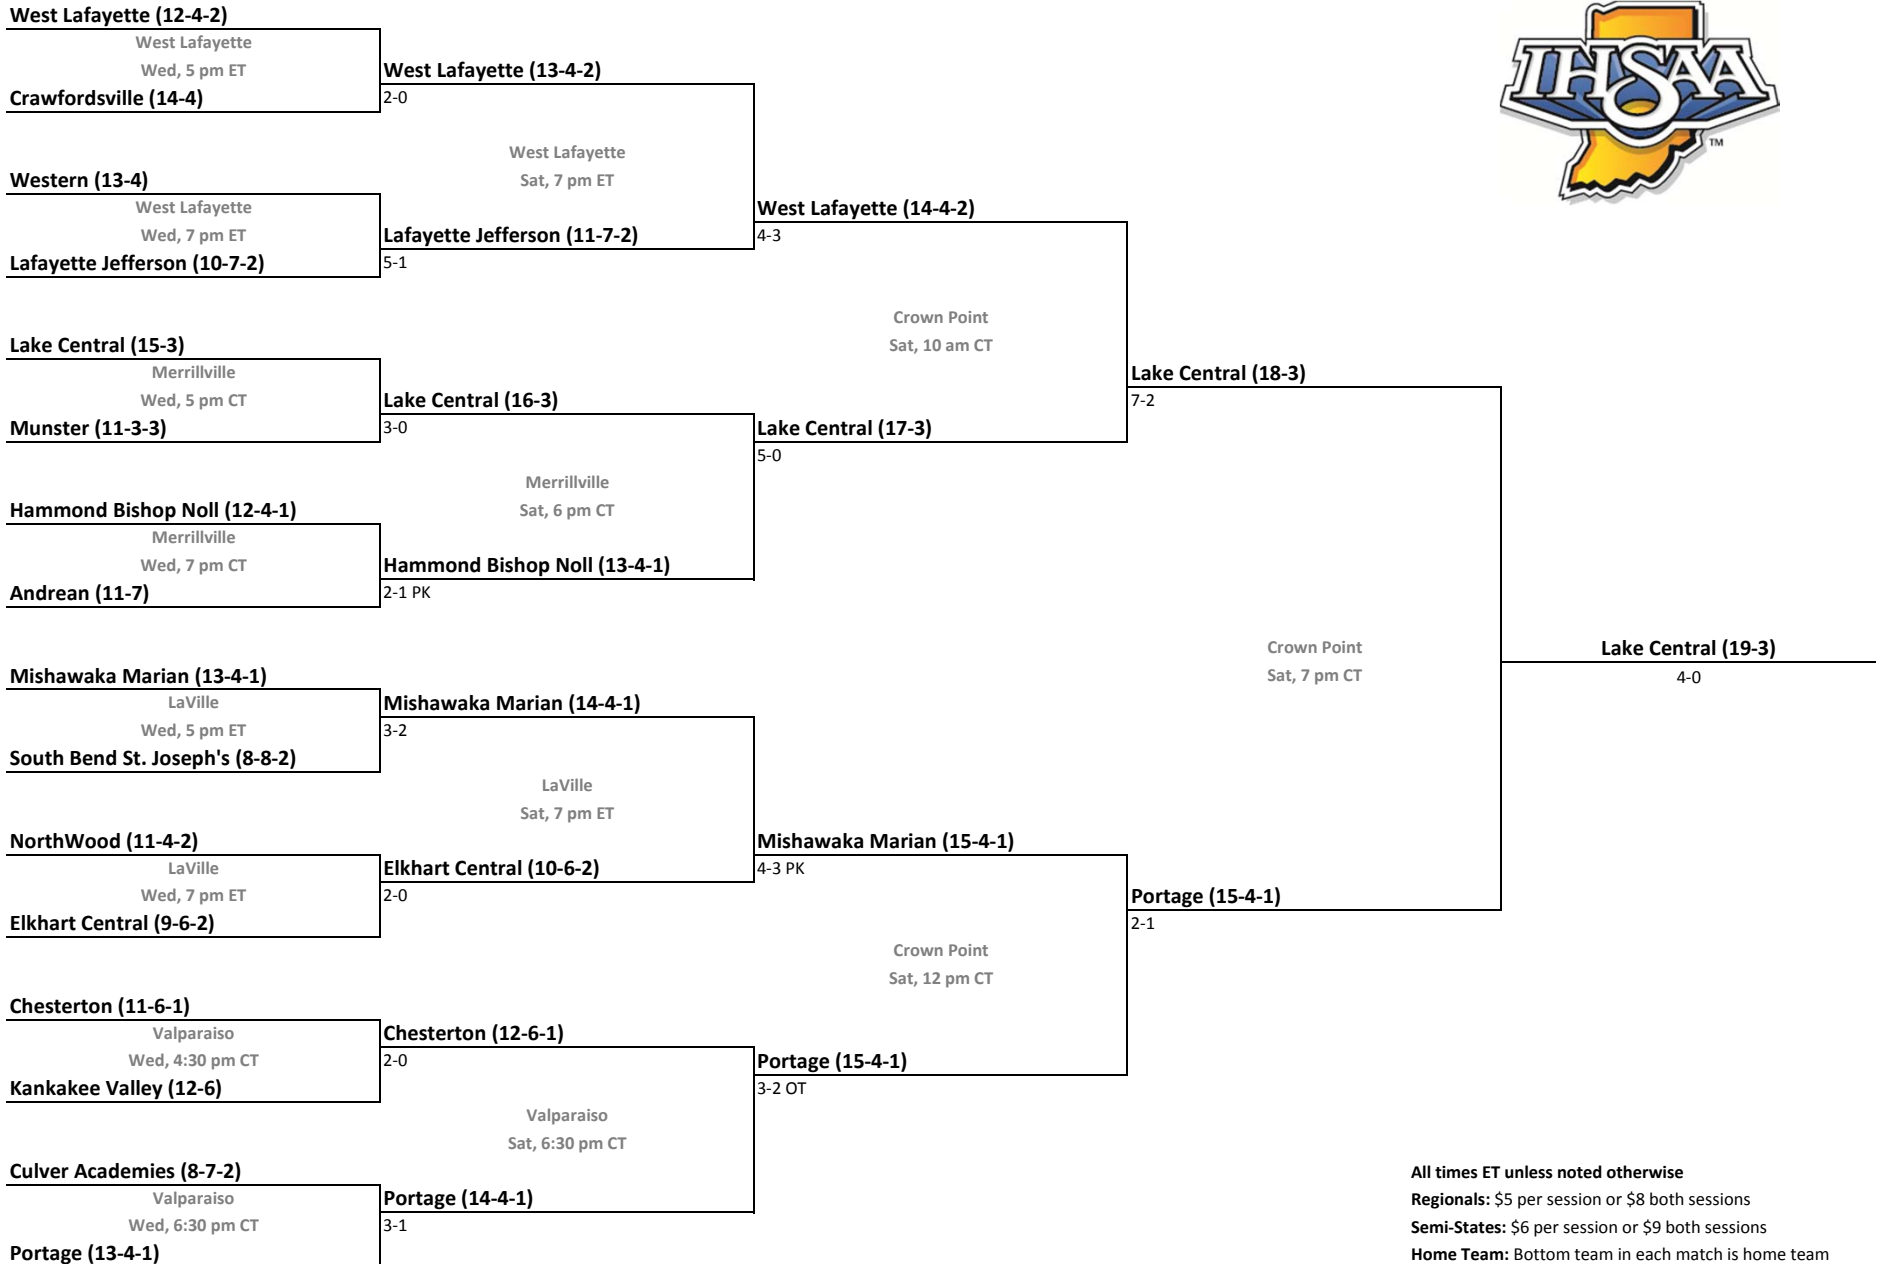 West Lafayette (12-4-2)
West Lafayette
Wed, 5 pm ET
Crawfordsville (14-4)
West Lafayette (13-4-2)
2-0
West Lafayette
Sat, 7 pm ET
Western (13-4)
West Lafayette
Wed, 7 pm ET
Lafayette Jefferson (10-7-2)
Lafayette Jefferson (11-7-2)
5-1
West Lafayette (14-4-2)
4-3
Crown Point
Sat, 10 am CT
Lake Central (15-3)
Merrillville
Wed, 5 pm CT
Munster (11-3-3)
Lake Central (16-3)
3-0
Lake Central (17-3)
5-0
Merrillville
Sat, 6 pm CT
Hammond Bishop Noll (12-4-1)
Merrillville
Wed, 7 pm CT
Andrean (11-7)
Hammond Bishop Noll (13-4-1)
2-1 PK
Lake Central (18-3)
7-2
Crown Point
Sat, 7 pm CT
Lake Central (19-3)
4-0
Mishawaka Marian (13-4-1)
LaVille
Wed, 5 pm ET
South Bend St. Joseph's (8-8-2)
Mishawaka Marian (14-4-1)
3-2
LaVille
Sat, 7 pm ET
NorthWood (11-4-2)
LaVille
Wed, 7 pm ET
Elkhart Central (9-6-2)
Elkhart Central (10-6-2)
2-0
Mishawaka Marian (15-4-1)
4-3 PK
Crown Point
Sat, 12 pm CT
Portage (15-4-1)
2-1
Chesterton (11-6-1)
Valparaiso
Wed, 4:30 pm CT
Kankakee Valley (12-6)
Chesterton (12-6-1)
2-0
Portage (15-4-1)
3-2 OT
Valparaiso
Sat, 6:30 pm CT
Culver Academies (8-7-2)
Valparaiso
Wed, 6:30 pm CT
Portage (13-4-1)
Portage (14-4-1)
3-1
IHSAA
TM
All times ET unless noted otherwise
Regionals: $5 per session or $8 both sessions
Semi-States: $6 per session or $9 both sessions
Home Team: Bottom team in each match is home team